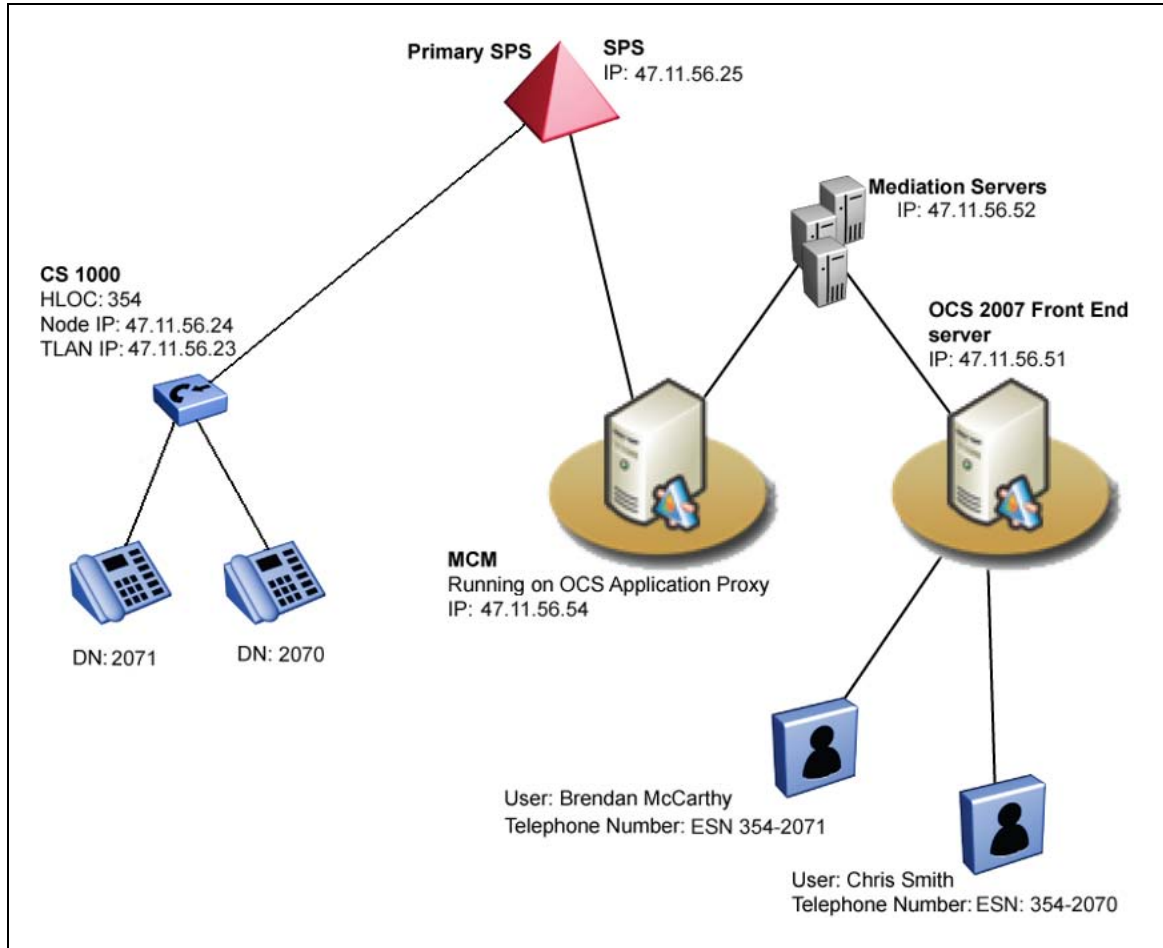 Primary SPS
SPS
IP: 47.11.56.25
Mediation Servers
IP: 47.11.56.52
CS 1000
HLOC: 354
Node IP: 47.11.56.24
TLAN IP: 47.11.56.23
OCS 2007 Front End
server
IP: 47.11.56.51
MCM
Running on OCS Application Proxy
IP: 47.11.56.54
DN: 2071
DN: 2070
User: Brendan McCarthy
Telephone Number: ESN 354-2071
User: Chris Smith
Telephone Number: ESN: 354-2070